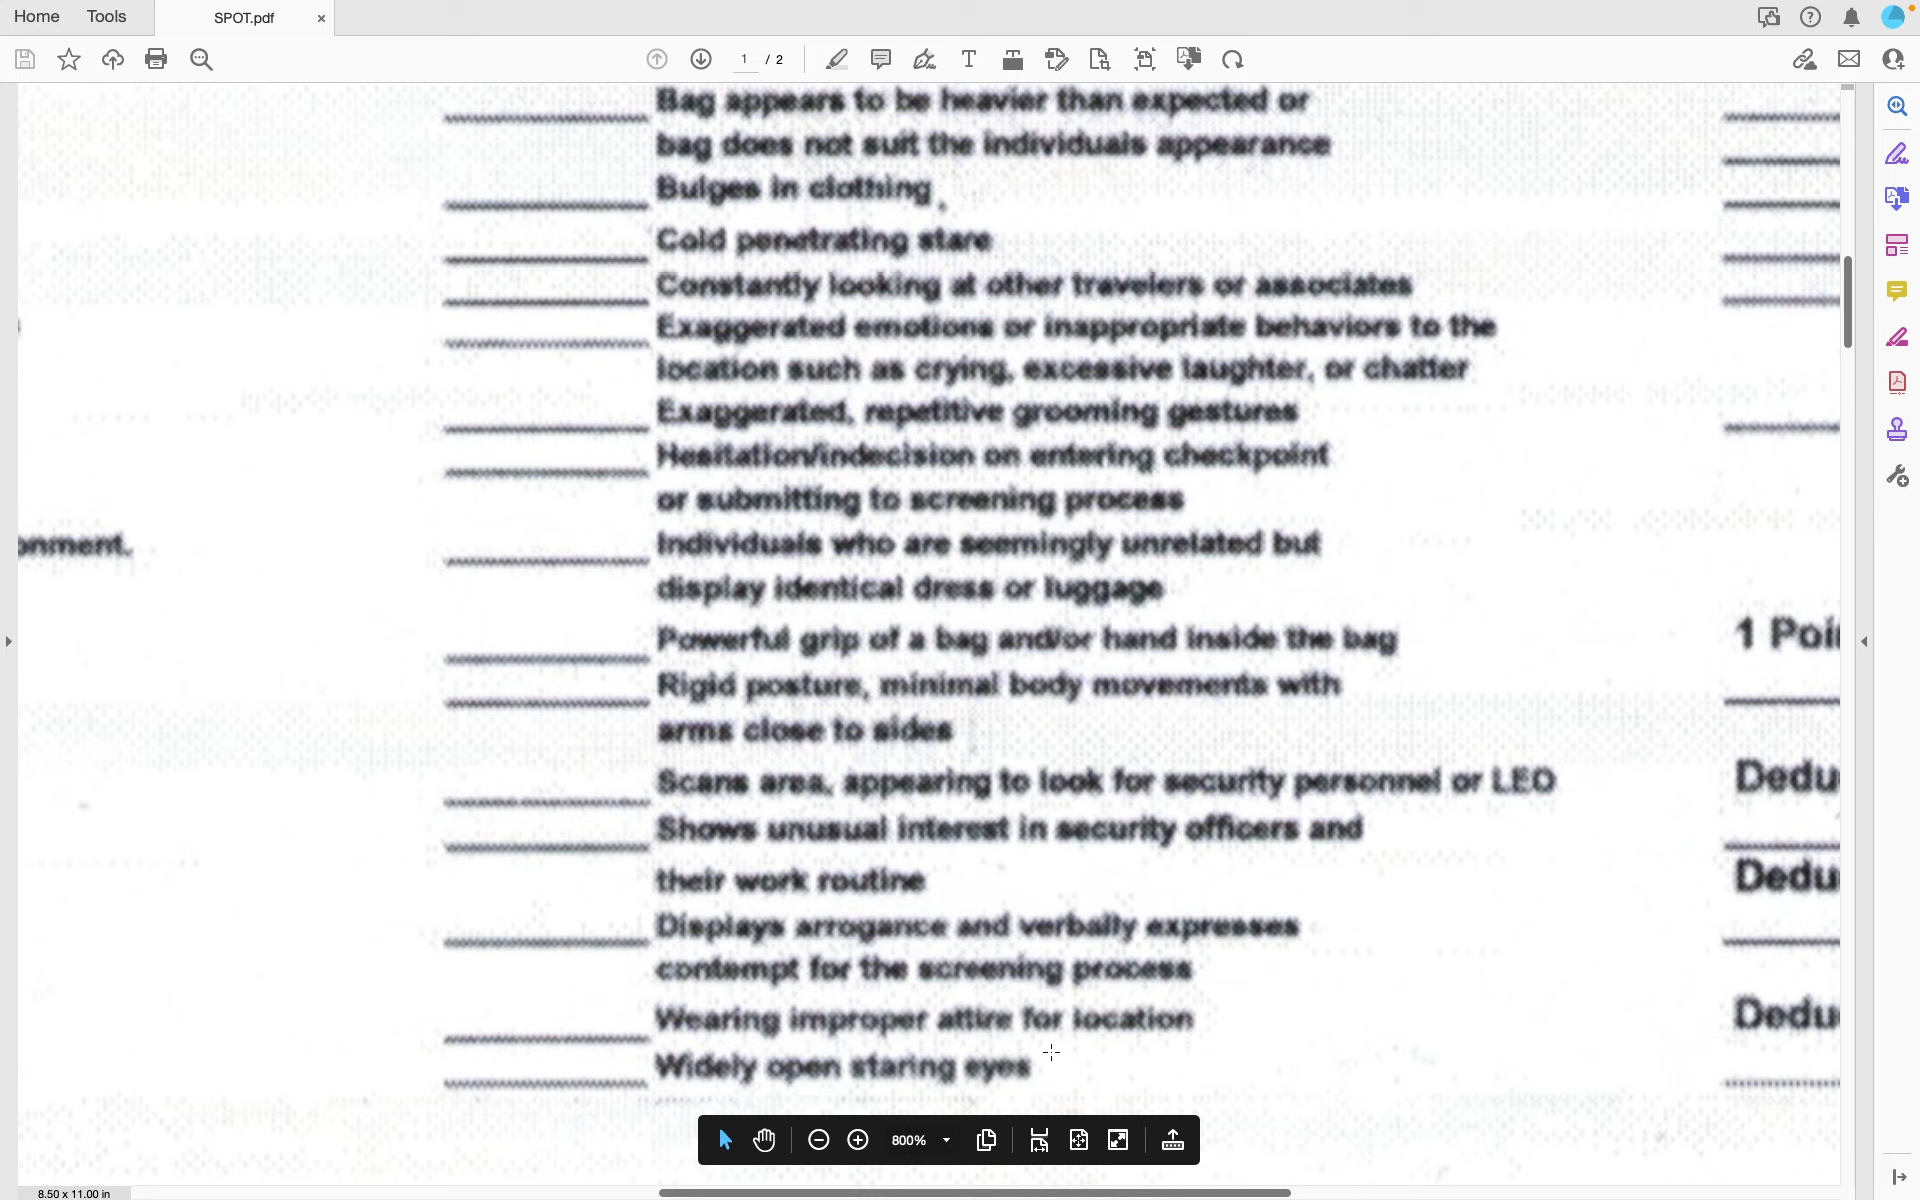 Home Tools SPOT.pdf ×
1 / 2
Bag appears to be heavier than expected or
bag does not suit the individuals appearance
Bulges in clothing
Cold penetrating stare
Constantly looking at other travelers or associates
Exaggerated emotions or inappropriate behaviors to the
location such as crying, excessive laughter, or chatter
Exaggerated, repetitive grooming gestures
Hesitation/indecision on entering checkpoint
or submitting to screening process
onment.
Individuals who are seemingly unrelated but
display identical dress or luggage
Powerful grip of a bag and/or hand inside the bag
1 Poi
Rigid posture, minimal body movements with
arms close to sides
Scans area, appearing to look for security personnel or LEO
Dedu
Shows unusual interest in security officers and
their work routine
Dedu
Displays arrogance and verbally expresses
contempt for the screening process
Wearing improper attire for location
Dedu
Widely open staring eyes
800%
8.50 x 11.00 in